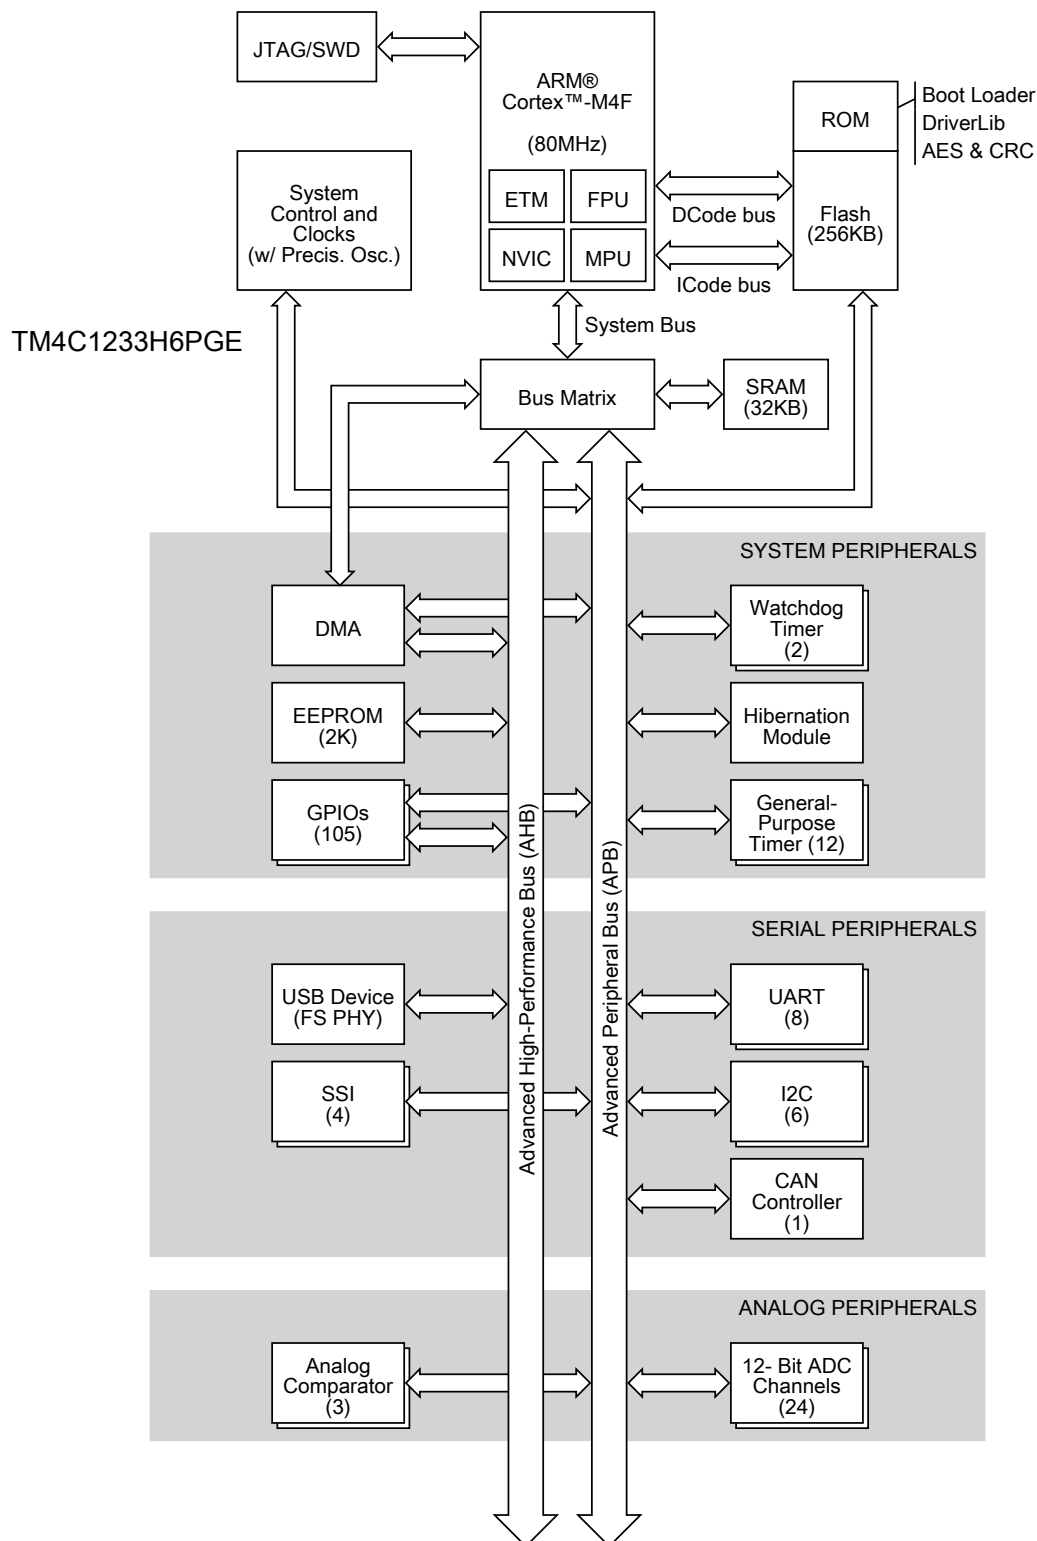 JTAG/SWD
ARM®
Cortex™-M4F
(80MHz)
ETM
FPU
NVIC
MPU
ROM
Boot Loader
DriverLib
AES & CRC
Flash
(256KB)
DCode bus
ICode bus
System
Control and
Clocks
(w/ Precis. Osc.)
TM4C1233H6PGE
System Bus
Bus Matrix
SRAM
(32KB)
SYSTEM PERIPHERALS
DMA
Watchdog
Timer
(2)
EEPROM
(2K)
Hibernation
Module
GPIOs
(105)
General-
Purpose
Timer (12)
Advanced High-Performance Bus (AHB)
Advanced Peripheral Bus (APB)
SERIAL PERIPHERALS
USB Device
(FS PHY)
UART
(8)
SSI
(4)
I2C
(6)
CAN
Controller
(1)
ANALOG PERIPHERALS
Analog
Comparator
(3)
12- Bit ADC
Channels
(24)